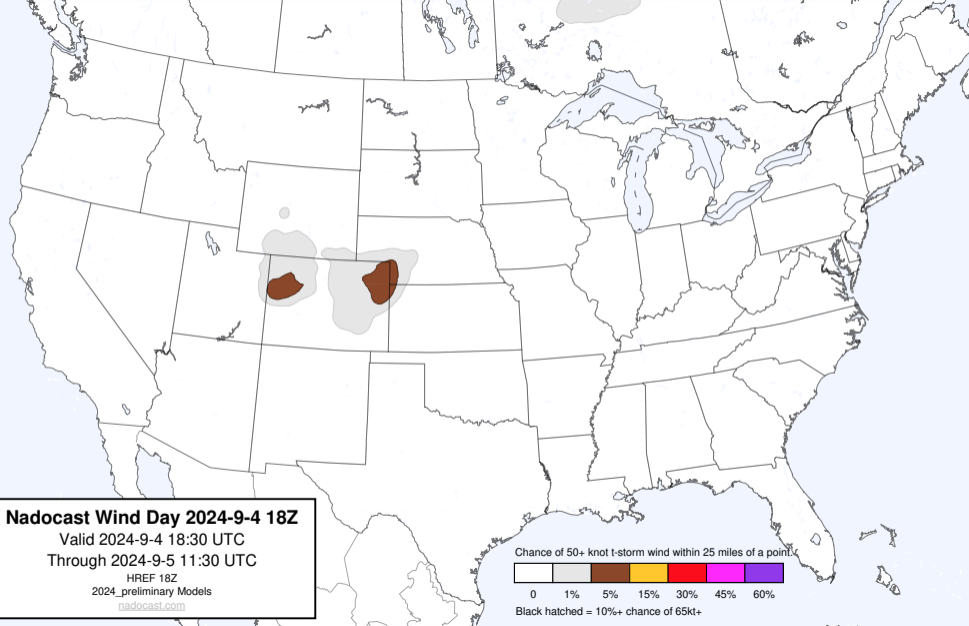 Nadocast Wind Day 2024-9-4 18Z
Valid 2024-9-4 18:30 UTC
Through 2024-9-5 11:30 UTC
HREF 18Z
2024_preliminary Models
nadocast.com
Chance of 50+ knot t-storm wind within 25 miles of a point.
0 1% 5% 15% 30% 45% 60%
Black hatched = 10%+ chance of 65kt+